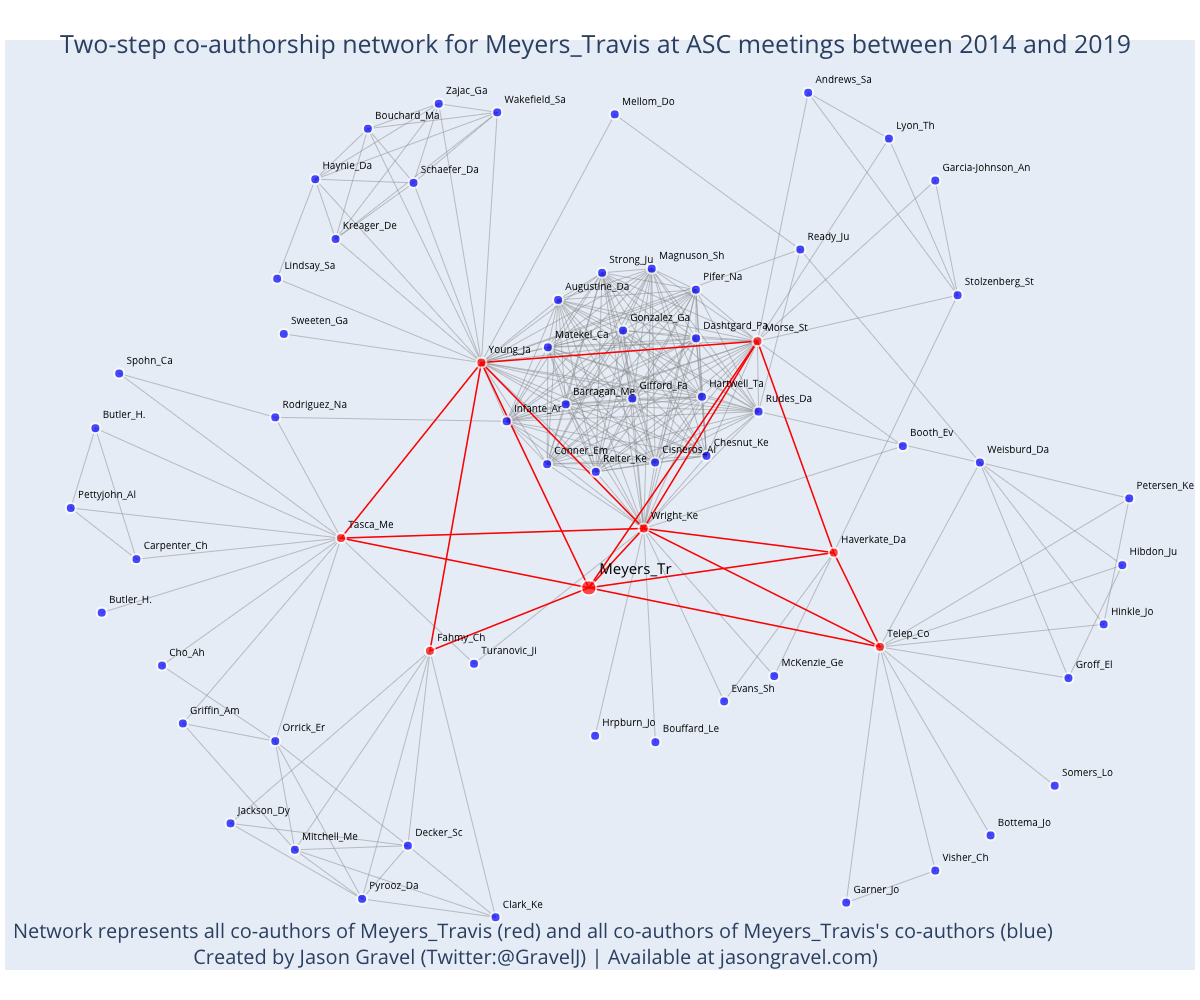 Two-step co-authorship network for Meyers_Travis at ASC meetings between 2014 and 2019
Andrews_Sa
Zajac_Ga
Wakefield_Sa
Mellom_Do
Bouchard_Ma
Lyon_Th
Haynie_Da
Schaefer_Da
Garcia-Johnson_An
Kreager_De
Ready_Ju
Lindsay_Sa
Strong_Ju
Magnuson_Sh
Pifer_Na
Stolzenberg_St
Augustine_Da
Sweeten_Ga
Gonzalez_Ga
Matekel_Ca
Dashtgard_Pa
Morse_St
Young_Ja
Spohn_Ca
Barragan_Me
Gifford_Fa
Hartwell_Ta
Rodriguez_Na
Infante_Ar
Rudes_Da
Butler_H.
Booth_Ev
Conner_Em
Reiter_Ke
Cisneros_Al
Chesnut_Ke
Weisburd_Da
Pettyjohn_Al
Petersen_Ke
Tasca_Me
Wright_Ke
Carpenter_Ch
Haverkate_Da
Hibdon_Ju
Meyers_Tr
Butler_H.
Hinkle_Jo
Fahmy_Ch
Telep_Co
Cho_Ah
Turanovic_Ji
McKenzie_Ge
Groff_El
Evans_Sh
Griffin_Am
Orrick_Er
Hrpburn_Jo
Bouffard_Le
Somers_Lo
Jackson_Dy
Mitchell_Me
Decker_Sc
Bottema_Jo
Visher_Ch
Pyrooz_Da
Clark_Ke
Garner_Jo
Network represents all co-authors of Meyers_Travis (red) and all co-authors of Meyers_Travis's co-authors (blue)
Created by Jason Gravel (Twitter:@GravelJ) | Available at jasongravel.com)